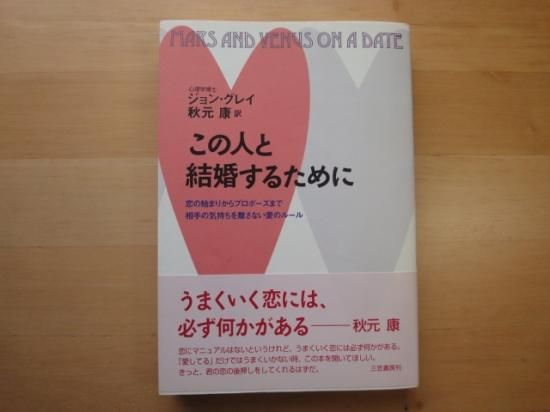 MARS AND VENUS ON A DATE
心理学博士
ジョン・グレイ
秋元 康 訳
この人と
結婚するために
恋の始まりからプロポーズまで
相手の気持ちを離さない愛のルール
うまくいく恋には、
必ず何かがある——秋元 康
恋にマニュアルはないというけれど、うまくいく恋には必ず何かがある。
「愛してる」だけではうまくいかない時、この本を開いてほしい。
きっと、君の恋の後押しをしてくれるはずだ。
三笠書房刊